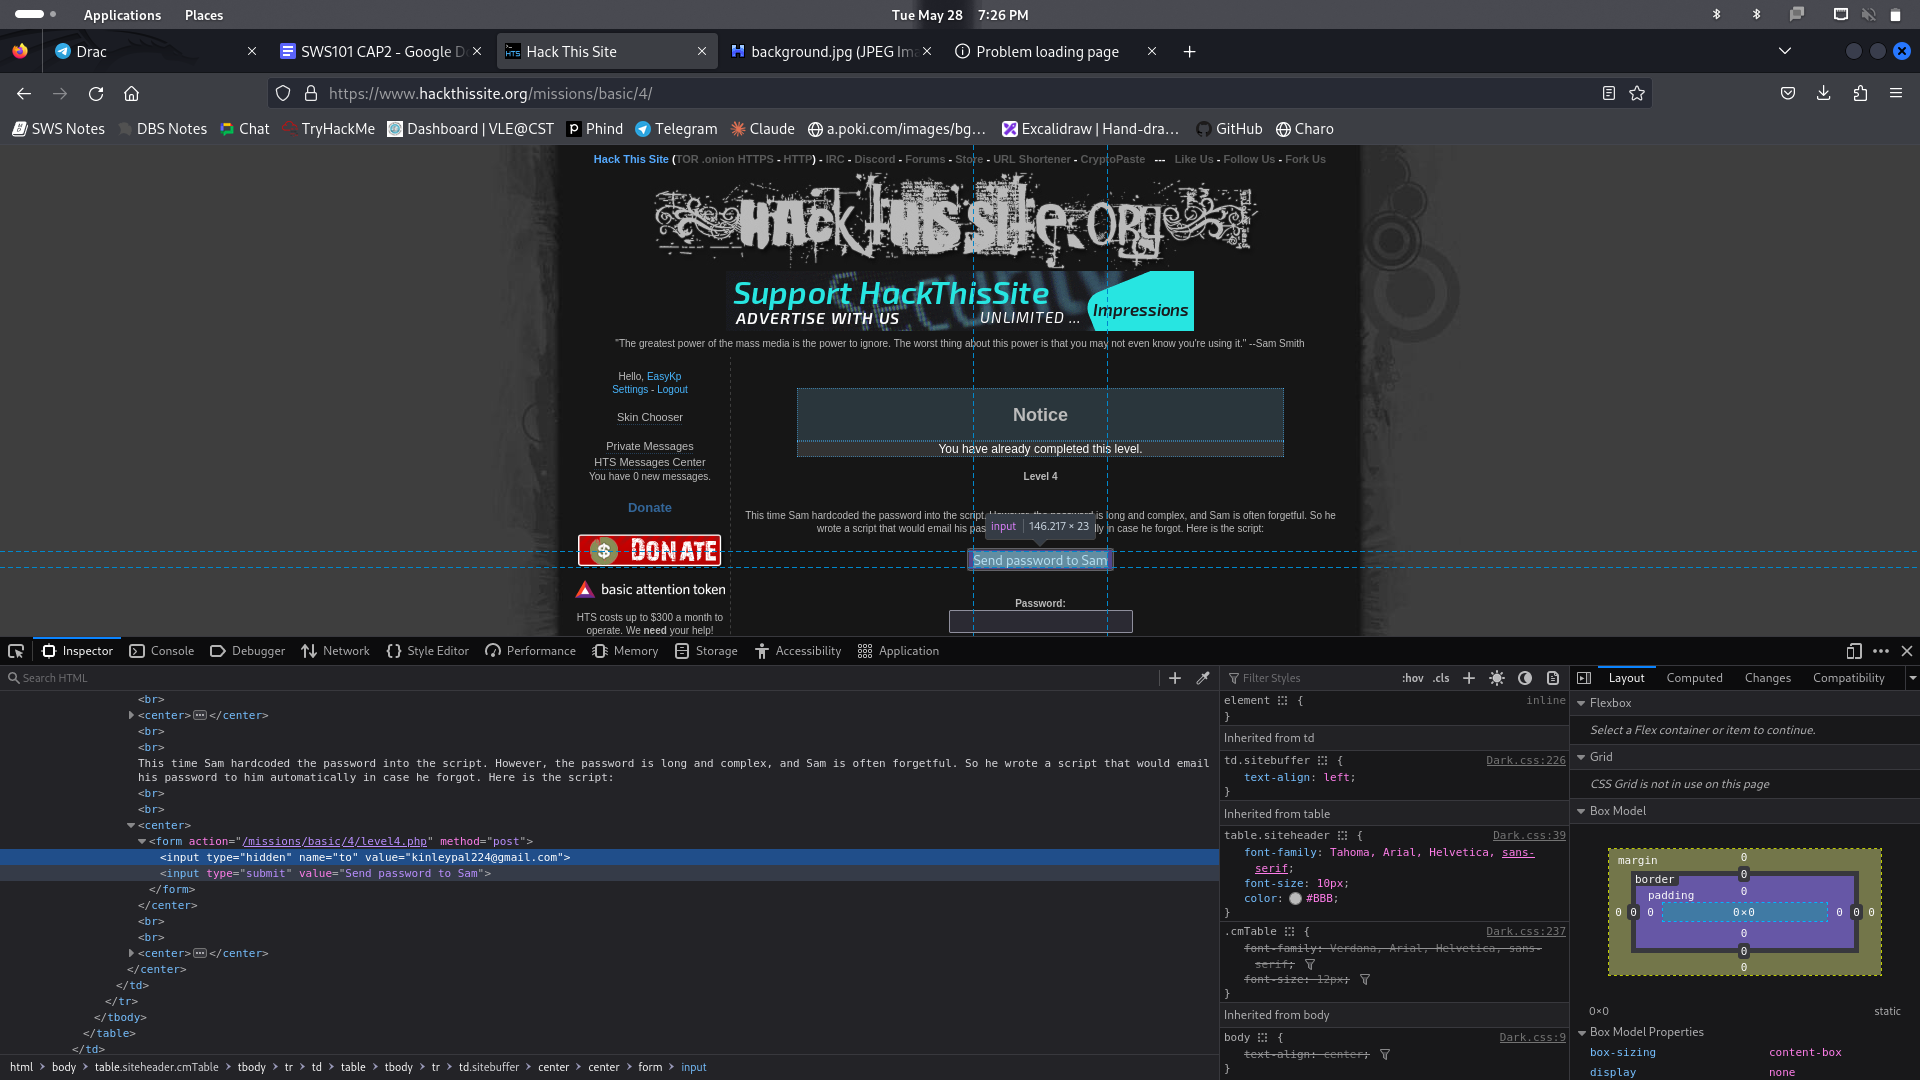 Applications Places
Tue May 28 7:26 PM
Drac
SWS101 CAP2 - Google Do
Hack This Site
background.jpg (JPEG Ima
Problem loading page
https://www.hackthissite.org/missions/basic/4/
SWS Notes
DBS Notes
Chat
TryHackMe
Dashboard | VLE@CST
Phind
Telegram
Claude
a.poki.com/images/bg...
Excalidraw | Hand-dra...
GitHub
Charo
Hack This Site (TOR .onion HTTPS - HTTP) - IRC - Discord - Forums - Store - URL Shortener - CryptoPaste --- Like Us - Follow Us - Fork Us
HAckthissite.ORG
Support HackThisSite
ADVERTISE WITH US
UNLIMITED ...
Impressions
"The greatest power of the mass media is the power to ignore. The worst thing about this power is that you may not even know you're using it." --Sam Smith
Hello, EasyKp
Settings - Logout
Skin Chooser
Private Messages
HTS Messages Center
You have 0 new messages.
Donate
$ DONATE
basic attention token
HTS costs up to $300 a month to
operate. We need your help!
Notice
You have already completed this level.
Level 4
This time Sam hardcoded the password into the script. However, the password is long and complex, and Sam is often forgetful. So he
wrote a script that would email his pas ly in case he forgot. Here is the script:
input 146.217 × 23
Send password to Sam
Password:
Inspector
Console
Debugger
Network
Style Editor
Performance
Memory
Storage
Accessibility
Application
Search HTML
<br>
<center></center>
<br>
<br>
This time Sam hardcoded the password into the script. However, the password is long and complex, and Sam is often forgetful. So he wrote a script that would email
his password to him automatically in case he forgot. Here is the script:
<br>
<br>
<center>
<form action="/missions/basic/4/level4.php" method="post">
<input type="hidden" name="to" value="kinleypal224@gmail.com">
<input type="submit" value="Send password to Sam">
</form>
</center>
<br>
<br>
<center></center>
</center>
</td>
</tr>
</tbody>
</table>
</td>
html > body > table.siteheader.cmTable > tbody > tr > td > table > tbody > tr > td.sitebuffer > center > center > form > input
Filter Styles
:hov .cls
element { inline
}
Inherited from td
td.sitebuffer { Dark.css:226
text-align: left;
}
Inherited from table
table.siteheader { Dark.css:39
font-family: Tahoma, Arial, Helvetica, sans-
serif;
font-size: 10px;
color: #BBB;
}
.cmTable { Dark.css:237
font-family: Verdana, Arial, Helvetica, sans-
serif;
font-size: 12px;
}
Inherited from body
body { Dark.css:9
text-align: center;
}
Layout
Computed
Changes
Compatibility
Flexbox
Select a Flex container or item to continue.
Grid
CSS Grid is not in use on this page
Box Model
margin 0
border 0
padding 0
0 0 0 0×0 0 0 0
0
0
0
0×0 static
Box Model Properties
box-sizing content-box
display none